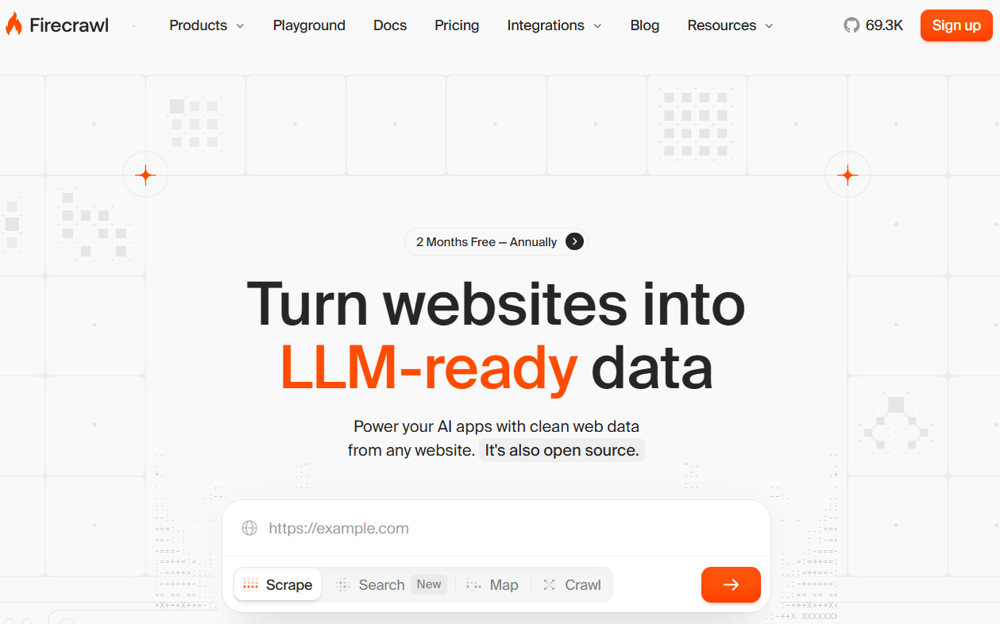 Firecrawl
Products
Playground
Docs
Pricing
Integrations
Blog
Resources
69.3K
Sign up
2 Months Free — Annually
Turn websites into
LLM-ready data
Power your AI apps with clean web data
from any website. It's also open source.
https://example.com
Scrape
Search New
Map
Crawl